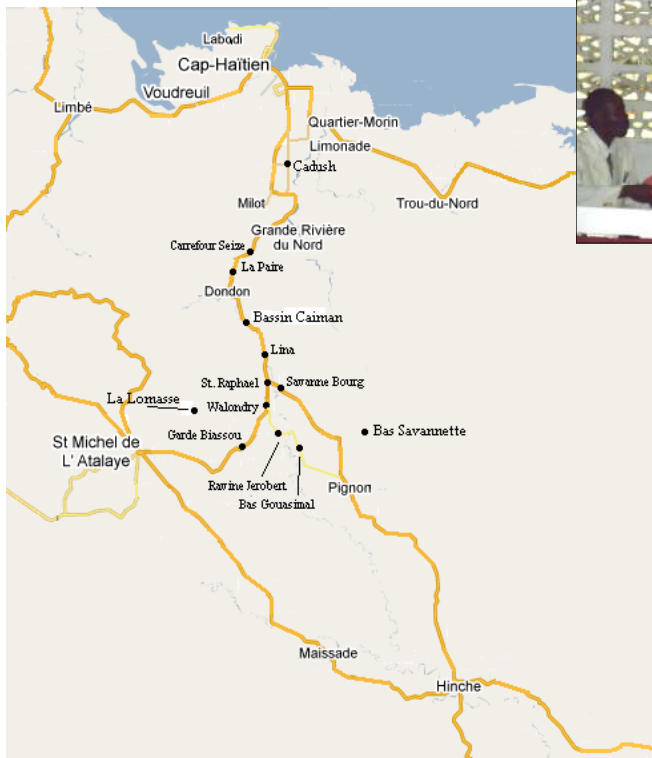 Labadi
Cap-Haïtien
Voudreuil
Limbé
Quartier-Morin
Limonade
Cadush
Milot
Trou-du-Nord
Grande Rivière
du Nord
Carrefour Seize
La Paire
Dondon
Bassin Caiman
Lina
St. Raphael
Savanne Bourg
La Lomasse
Walondry
Garde Biassou
Bas Savannette
St Michel de
L' Atalaye
Ravine Jerobert
Bas Gouasimal
Pignon
Maissade
Hinche